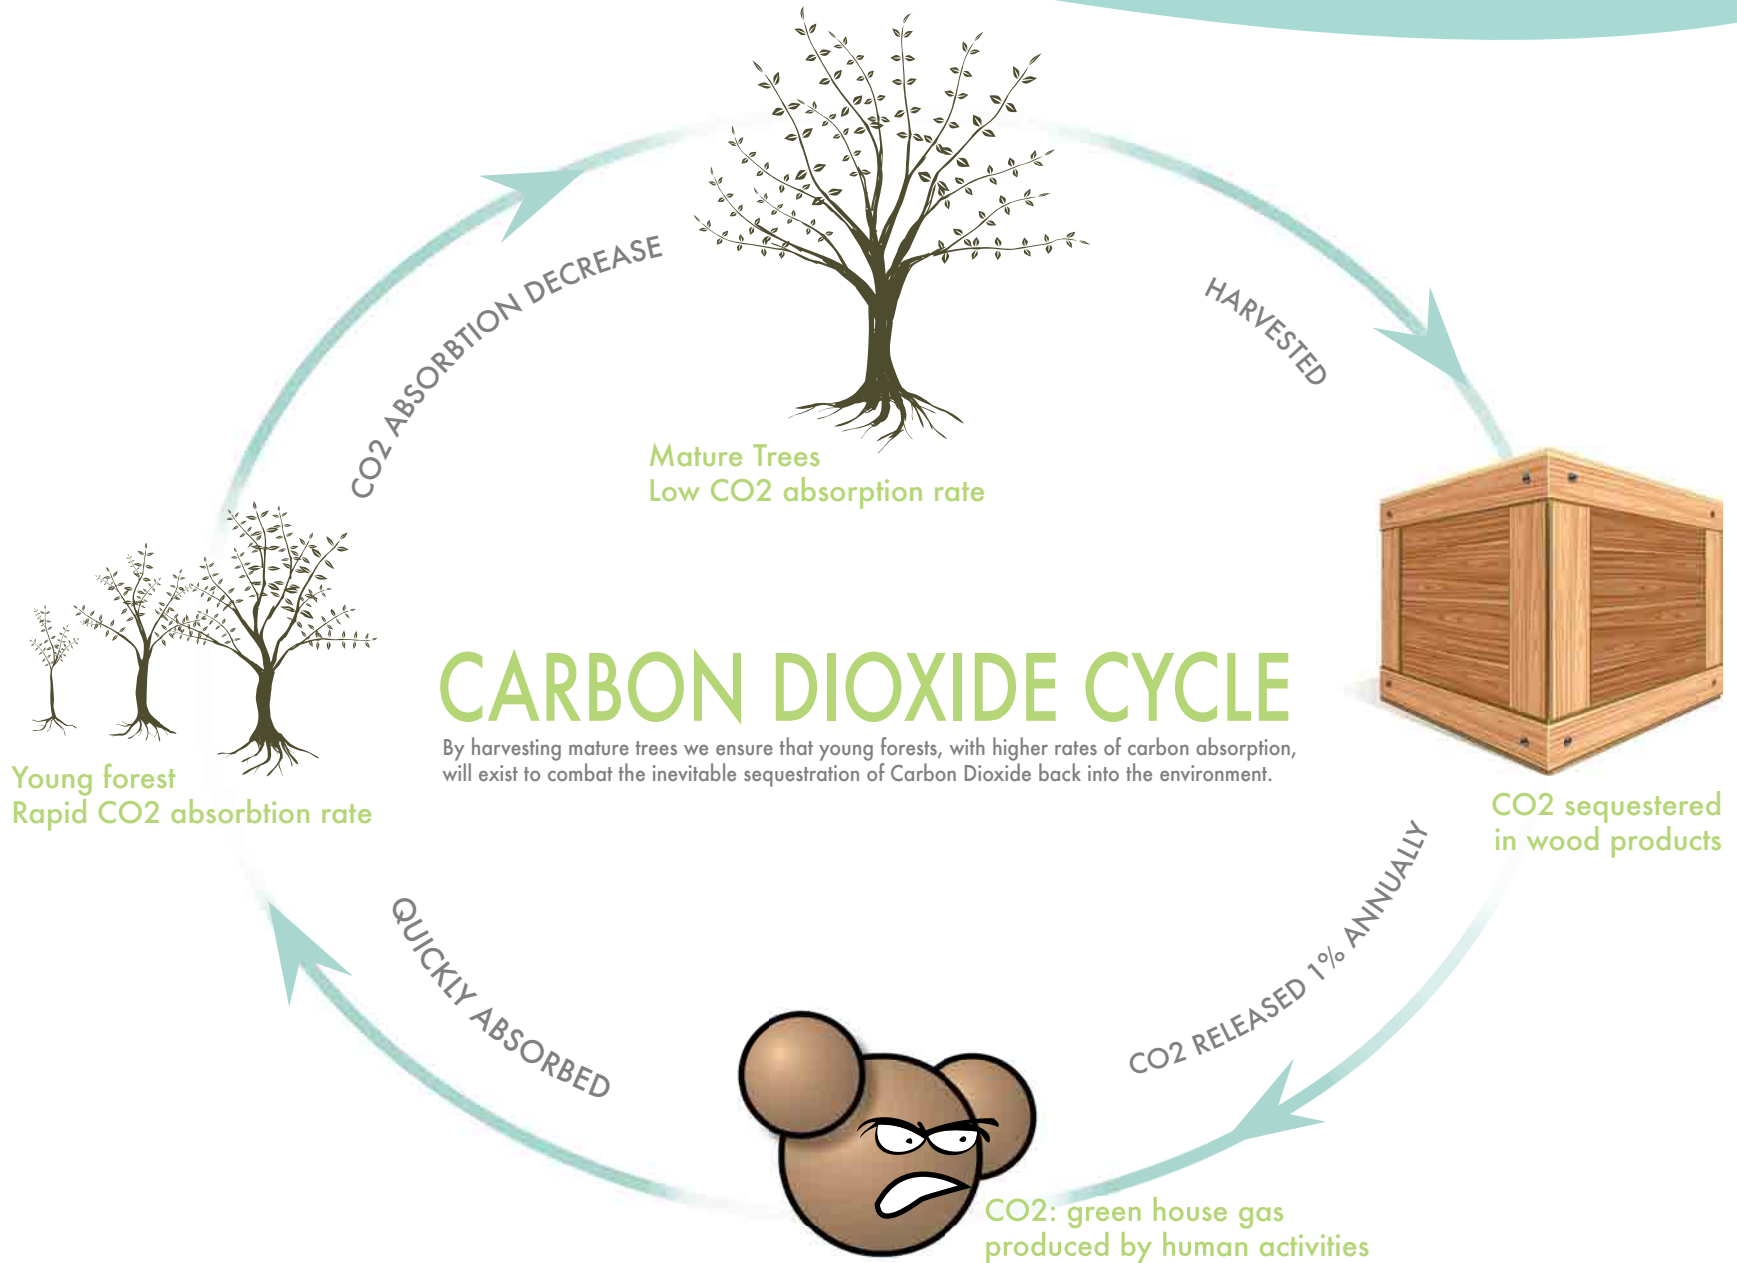 CO2 ABSORBTION DECREASE
HARVESTED
Mature Trees
Low CO2 absorption rate
CARBON DIOXIDE CYCLE
By harvesting mature trees we ensure that young forests, with higher rates of carbon absorption,
will exist to combat the inevitable sequestration of Carbon Dioxide back into the environment.
Young forest
Rapid CO2 absorbtion rate
CO2 sequestered
in wood products
QUICKLY ABSORBED
CO2 RELEASED 1% ANNUALLY
CO2: green house gas
produced by human activities